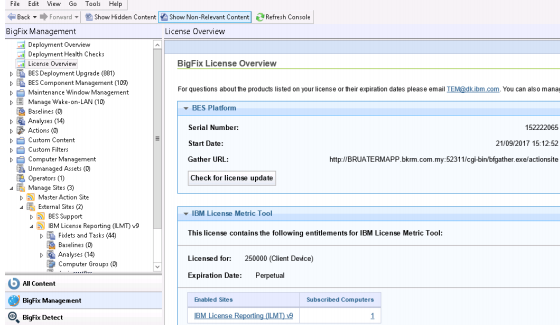 File Edit View Go Tools Help
Back Forward Show Hidden Content Show Non-Relevant Content Refresh Console
BigFix Management
License Overview
Deployment Overview
Deployment Health Checks
License Overview
BES Deployment Upgrade (881)
BES Component Management (109)
Maintenance Window Management
Manage Wake-on-LAN (10)
Baselines (0)
Analyses (14)
Actions (0)
Custom Content
Custom Filters
Computer Management
Unmanaged Assets (0)
Operators (1)
Manage Sites (3)
Master Action Site
External Sites (2)
BES Support
IBM License Reporting (ILMT) v9
Fixlets and Tasks (44)
Baselines (0)
Analyses (14)
Computer Groups (0)
All Content
BigFix Management
BigFix Detect
BigFix License Overview
For questions about the products listed on your license or their expiration dates please email TEM@dk.ibm.com. You can also manag
BES Platform
Serial Number: 152222065
Start Date: 21/09/2017 15:12:52
Gather URL: http://BRUATERMAPP.bkrm.com.my:52311/cgi-bin/bfgather.exe/actionsite
Check for license update
IBM License Metric Tool
This license contains the following entitlements for IBM License Metric Tool:
Licensed for: 250000 (Client Device)
Expiration Date: Perpetual
Enabled Sites Subscribed Computers
IBM License Reporting (ILMT) v9 1